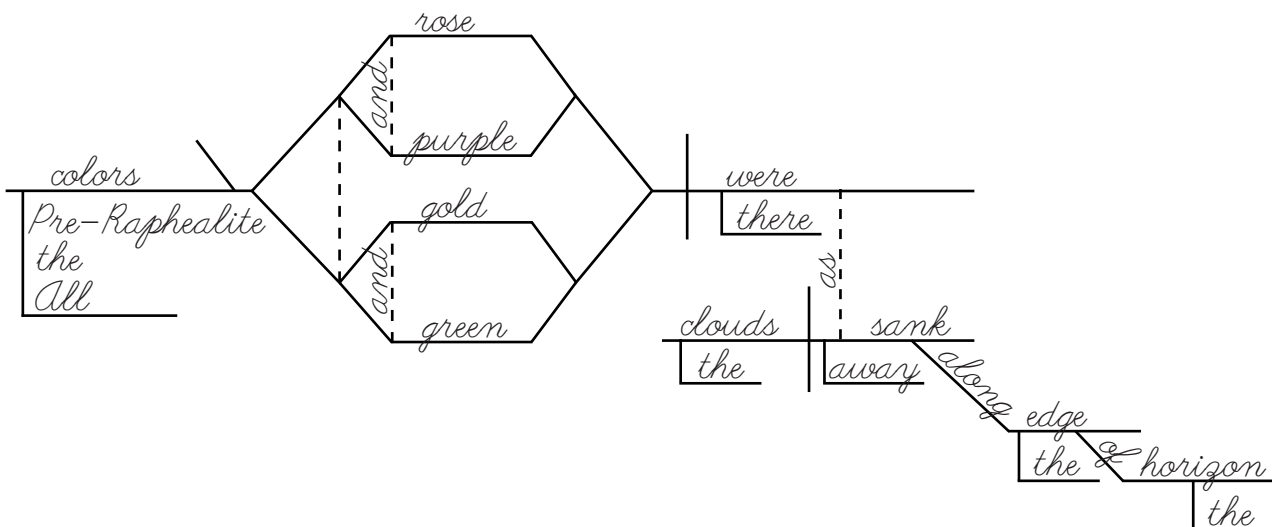 rose
and
purple
colors
were
Pre-Raphealite
gold
there
the
and
as
All
green
clouds
sank
the
away
along
edge
the
of
horizon
the